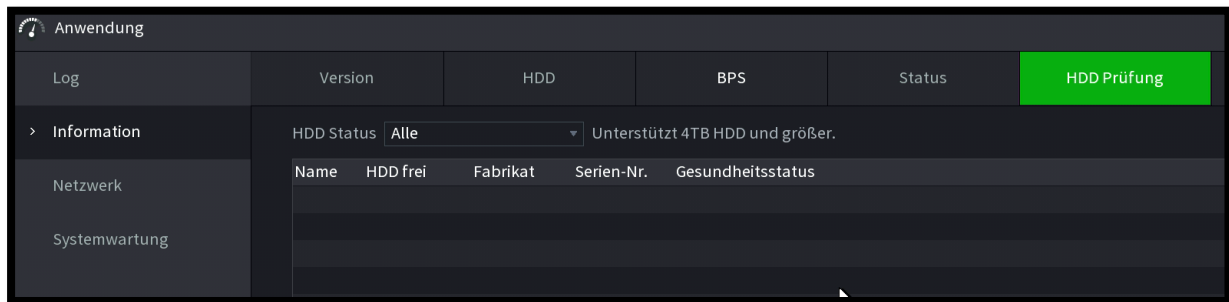 Anwendung
Log
Version HDD BPS Status HDD Prüfung
Information
HDD Status Alle Unterstützt 4TB HDD und größer.
Name HDD frei Fabrikat Serien-Nr. Gesundheitsstatus
Netzwerk
Systemwartung